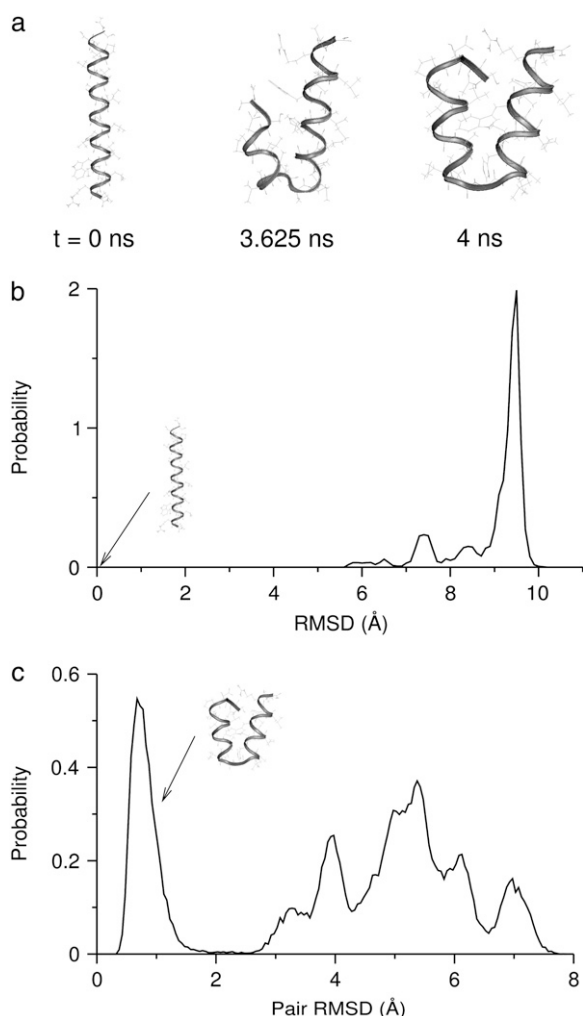 a
t = 0 ns 3.625 ns 4 ns
b
2
1
0
Probability
0 2 4 6 8 10
RMSD (Å)
c
0.6
0.4
0.2
0
Probability
0 2 4 6 8
Pair RMSD (Å)